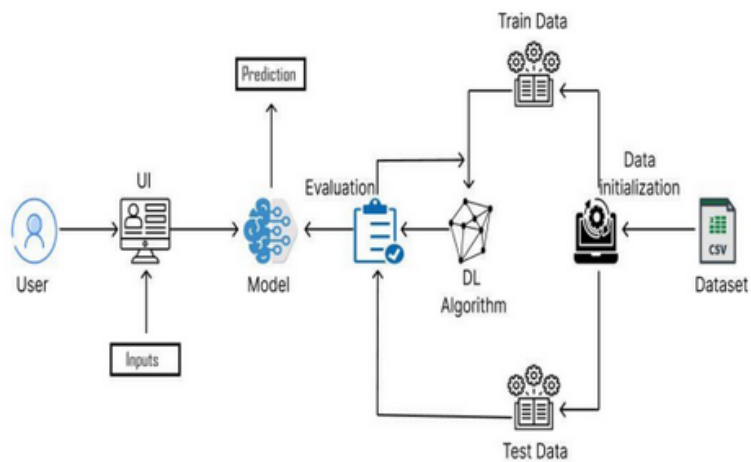 Train Data
Prediction
UI
Evaluation
Data
initialization
CSV
User
Model
DL
Algorithm
Dataset
Inputs
Test Data